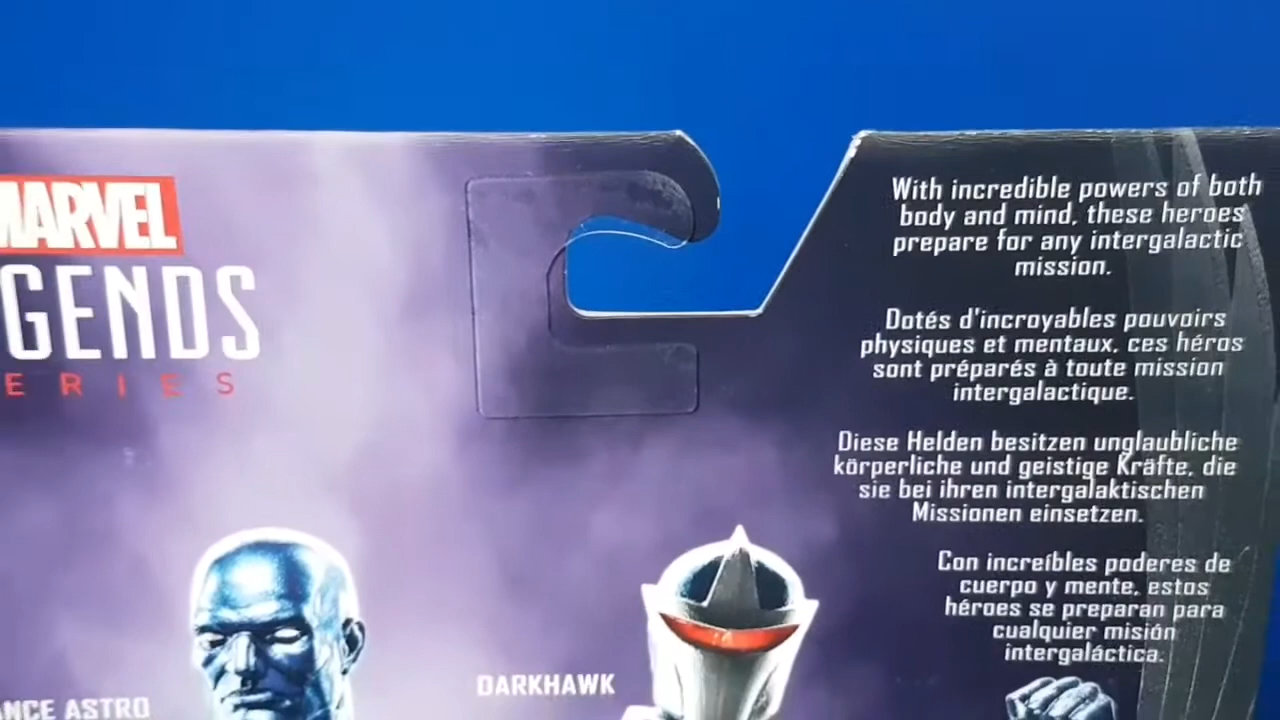 MARVEL
GENDS
ERIES
With incredible powers of both
body and mind, these heroes
prepare for any intergalactic
mission.
Dotés d'incroyables pouvoirs
physiques et mentaux, ces héros
sont préparés à toute mission
intergalactique.
Diese Helden besitzen unglaubliche
körperliche und geistige Kräfte, die
sie bei ihren intergalaktischen
Missionen einsetzen.
Con increíbles poderes de
cuerpo y mente, estos
héroes se preparan para
cualquier misión
intergaláctica.
DARKHAWK
ANCE ASTRO